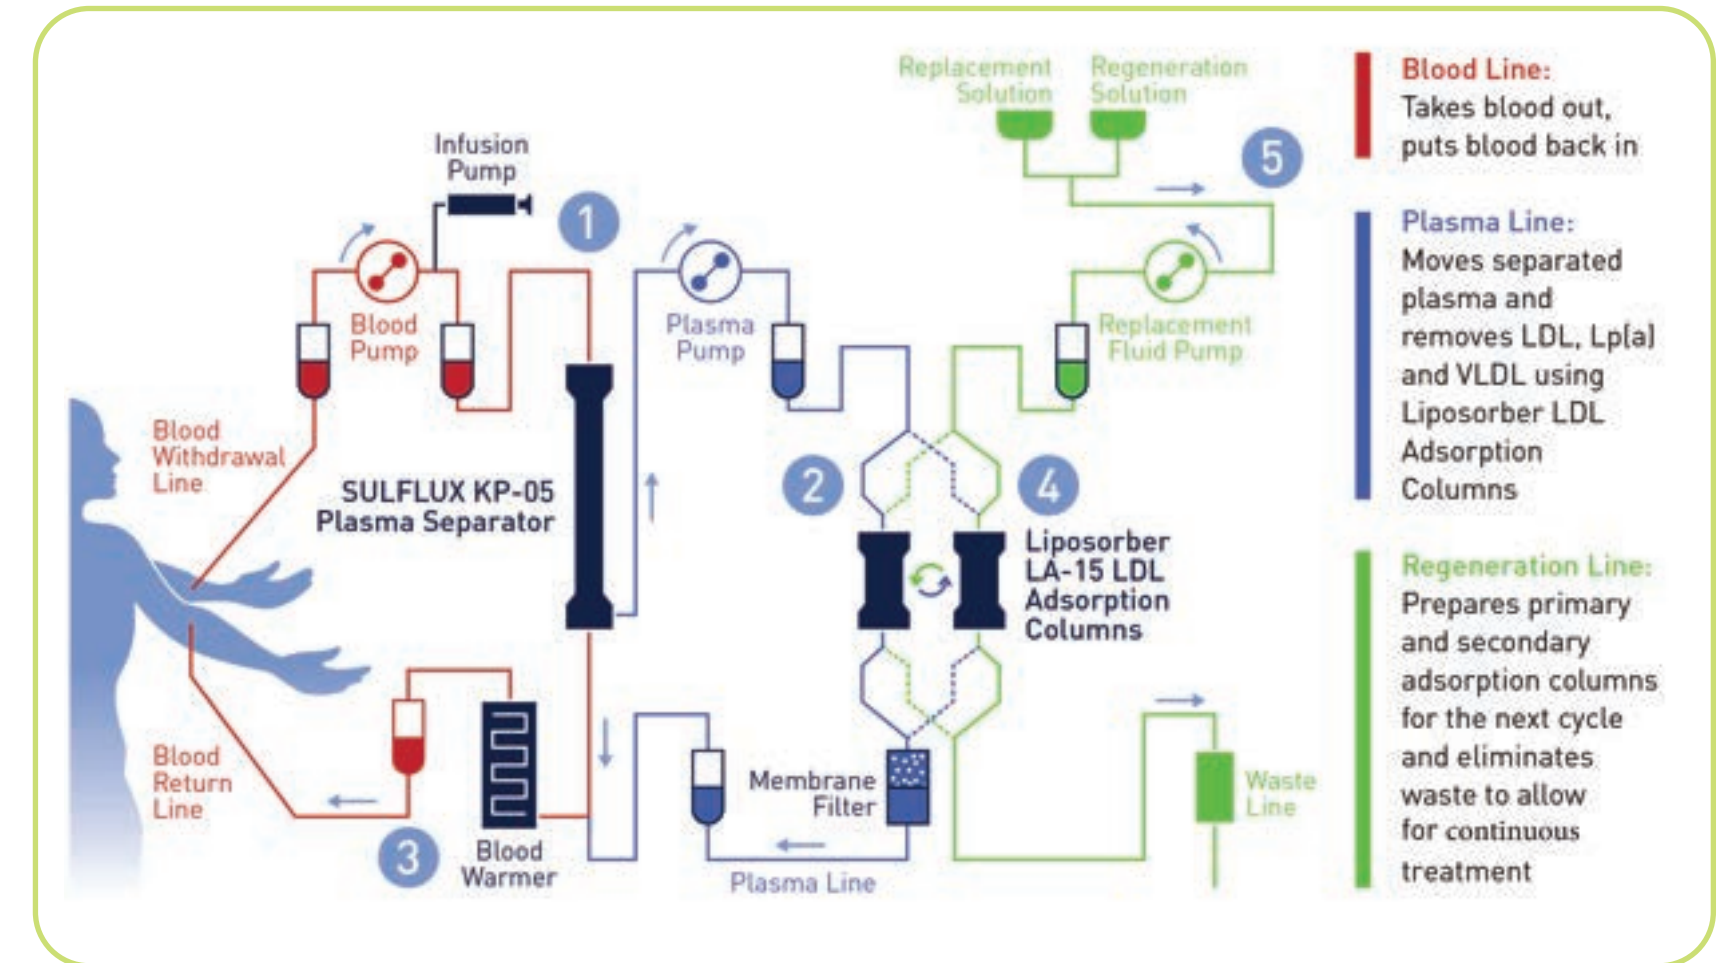 Replacement
Solution
Regeneration
Solution
5
Infusion
Pump
1
Blood
Pump
Plasma
Pump
Replacement
Fluid Pump
Blood
Withdrawal
Line
SULFLUX KP-05
Plasma Separator
2
4
Liposorber
LA-15 LDL
Adsorption
Columns
Blood
Return
Line
3
Blood
Warmer
Membrane
Filter
Plasma Line
Waste
Line
Blood Line:
Takes blood out,
puts blood back in
Plasma Line:
Moves separated
plasma and
removes LDL, Lp(a)
and VLDL using
Liposorber LDL
Adsorption
Columns
Regeneration Line:
Prepares primary
and secondary
adsorption columns
for the next cycle
and eliminates
waste to allow
for continuous
treatment